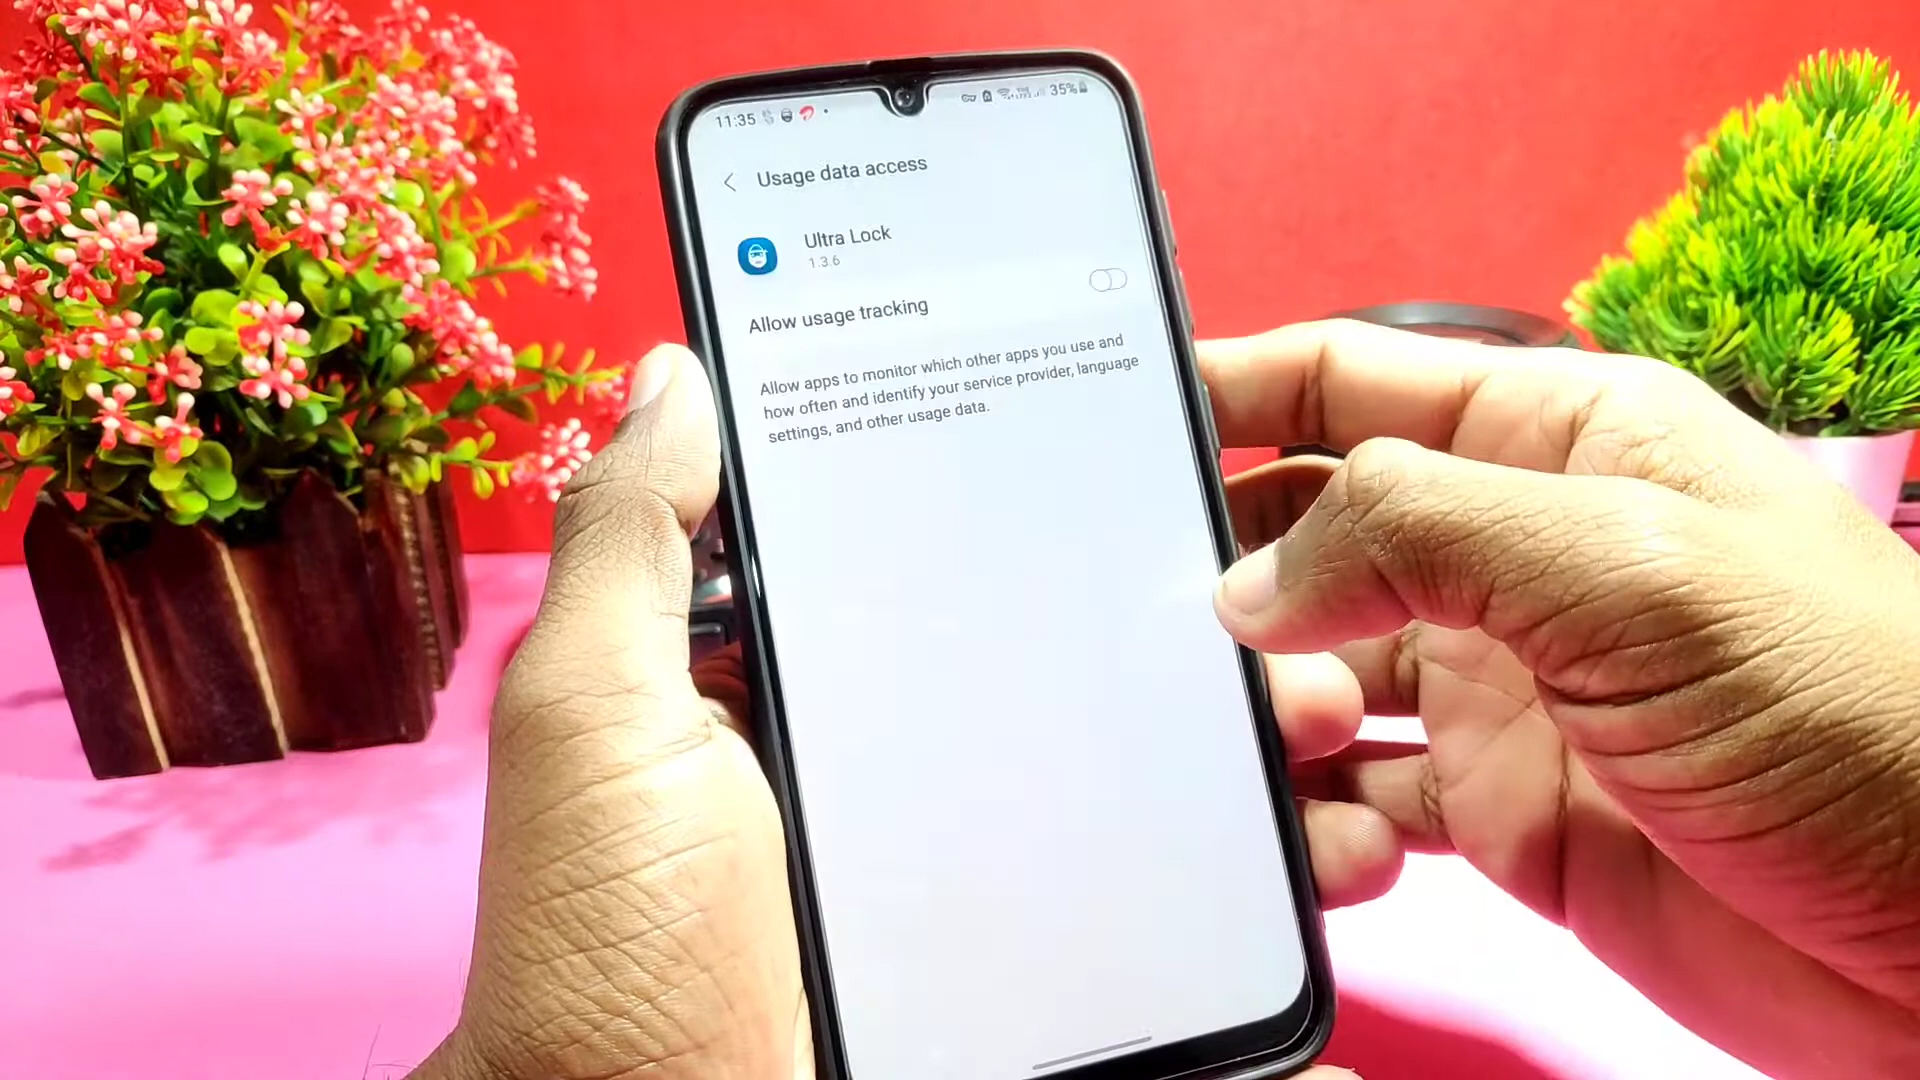 11:35
35%
Usage data access
Ultra Lock
1.3.6
Allow usage tracking
Allow apps to monitor which other apps you use and
how often and identify your service provider, language
settings, and other usage data.